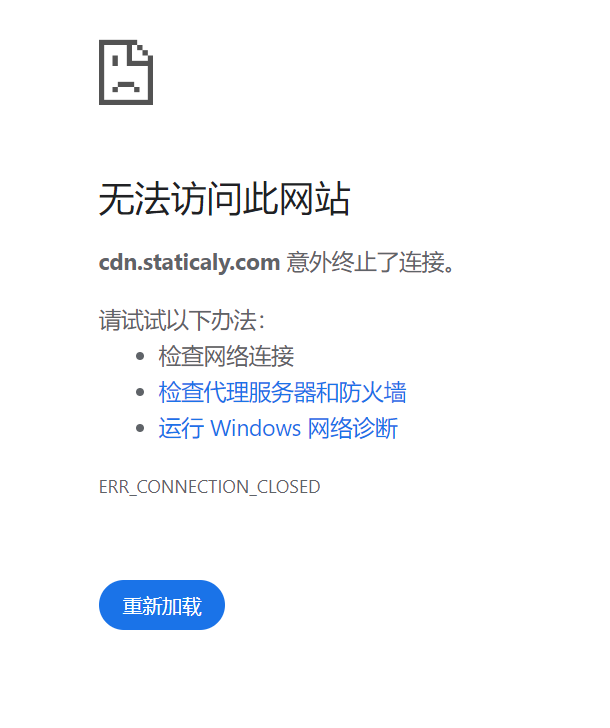 无法访问此网站
cdn.staticaly.com 意外终止了连接。
请试试以下办法：
检查网络连接
检查代理服务器和防火墙
运行 Windows 网络诊断
ERR_CONNECTION_CLOSED
重新加载